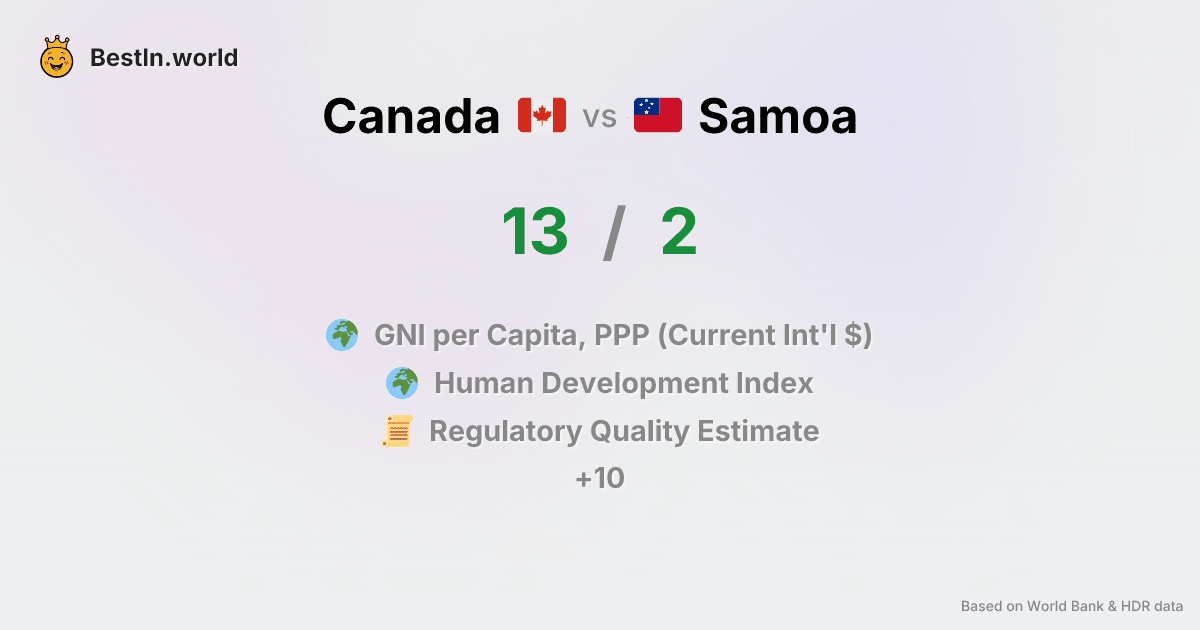 BestIn.world
Canada vs Samoa
13 / 2
GNI per Capita, PPP (Current Int'l $)
Human Development Index
Regulatory Quality Estimate
+10
Based on World Bank & HDR data